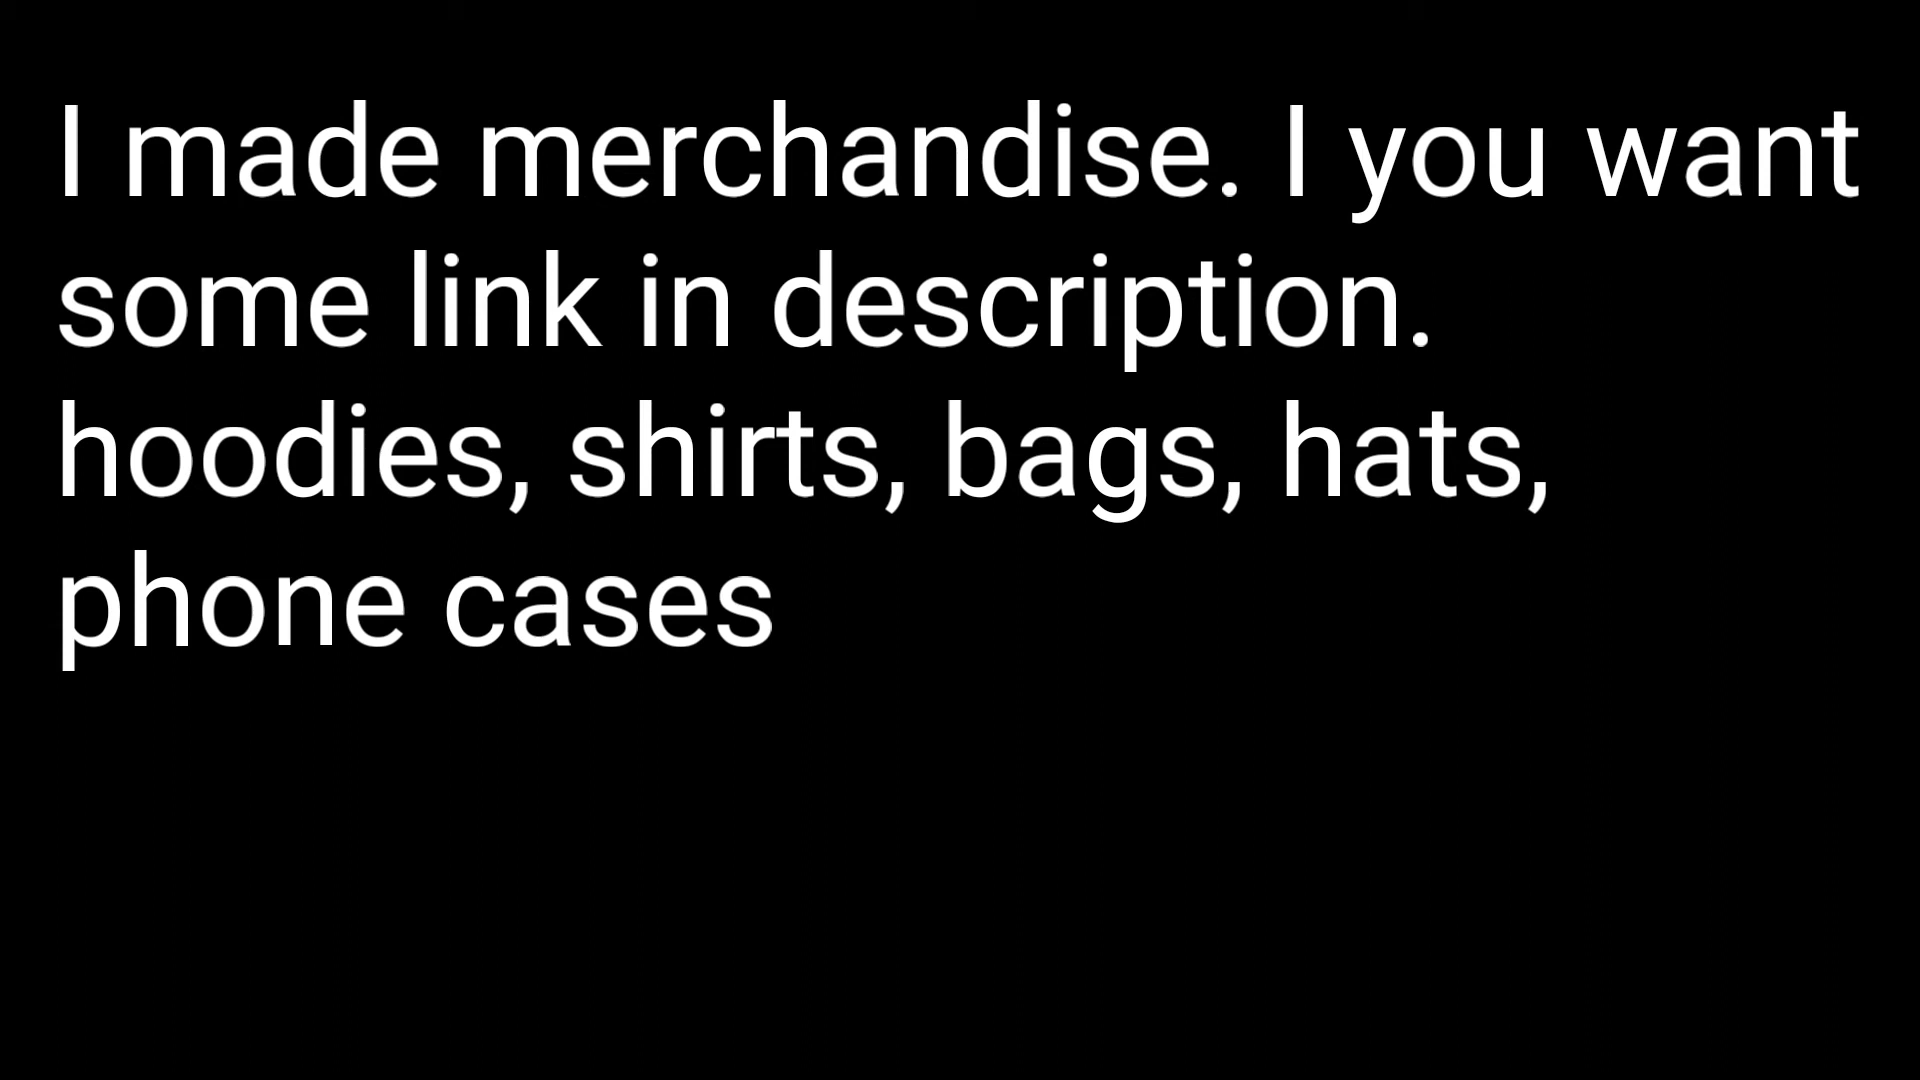 I made merchandise. I you want
some link in description.
hoodies, shirts, bags, hats,
phone cases